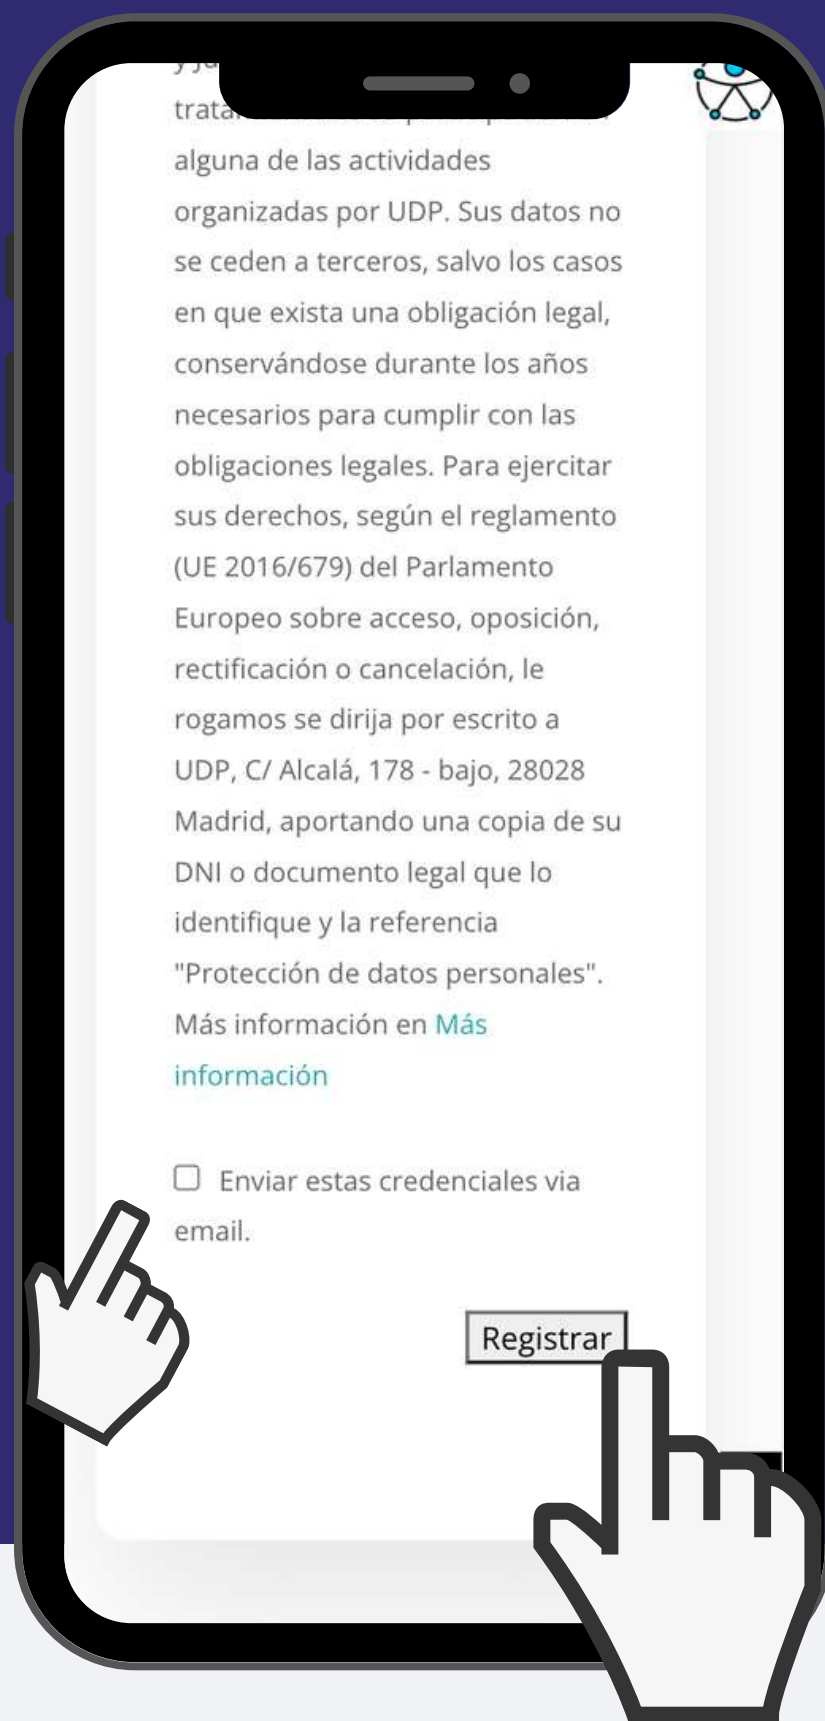 alguna de las actividades
organizadas por UDP. Sus datos no
se ceden a terceros, salvo los casos
en que exista una obligación legal,
conservándose durante los años
necesarios para cumplir con las
obligaciones legales. Para ejercitar
sus derechos, según el reglamento
(UE 2016/679) del Parlamento
Europeo sobre acceso, oposición,
rectificación o cancelación, le
rogamos se dirija por escrito a
UDP, C/ Alcalá, 178 - bajo, 28028
Madrid, aportando una copia de su
DNI o documento legal que lo
identifique y la referencia
"Protección de datos personales".
Más información en Más
información
Enviar estas credenciales via
email.
Registrar